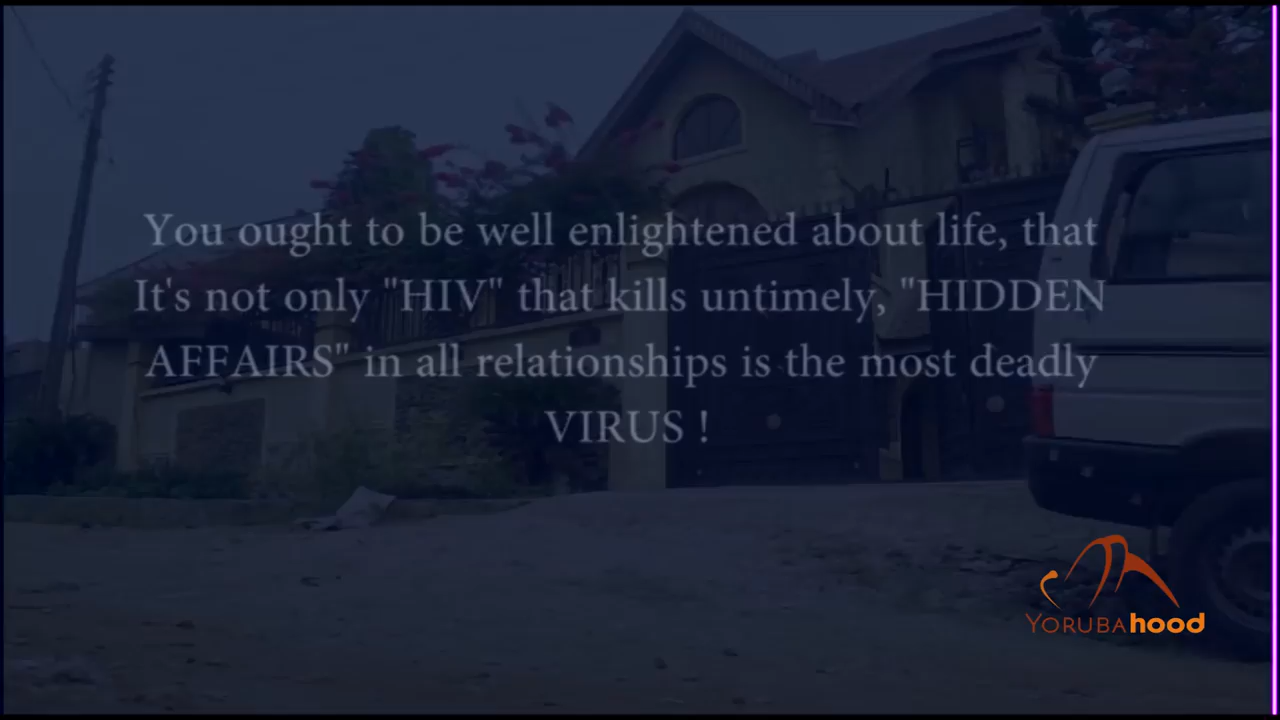 You ought to be well enlightened about life, that
It's not only "HIV" that kills untimely, "HIDDEN
AFFAIRS" in all relationships is the most deadly
VIRUS !
YORUBAhood